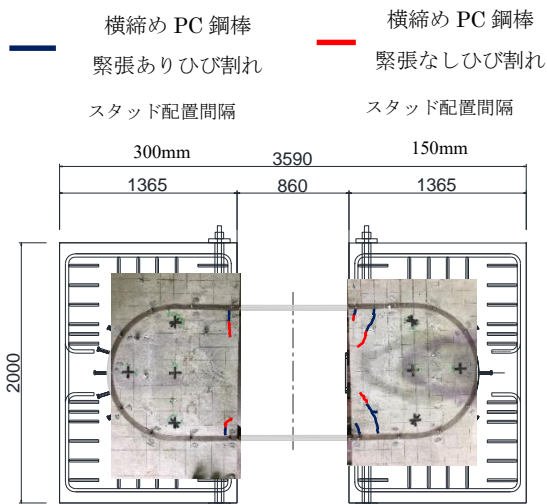 横締め PC 鋼棒
緊張ありひび割れ
スタッド配置間隔
300mm
横締め PC 鋼棒
緊張なしひび割れ
スタッド配置間隔
150mm
3590
1365
860
1365
2000